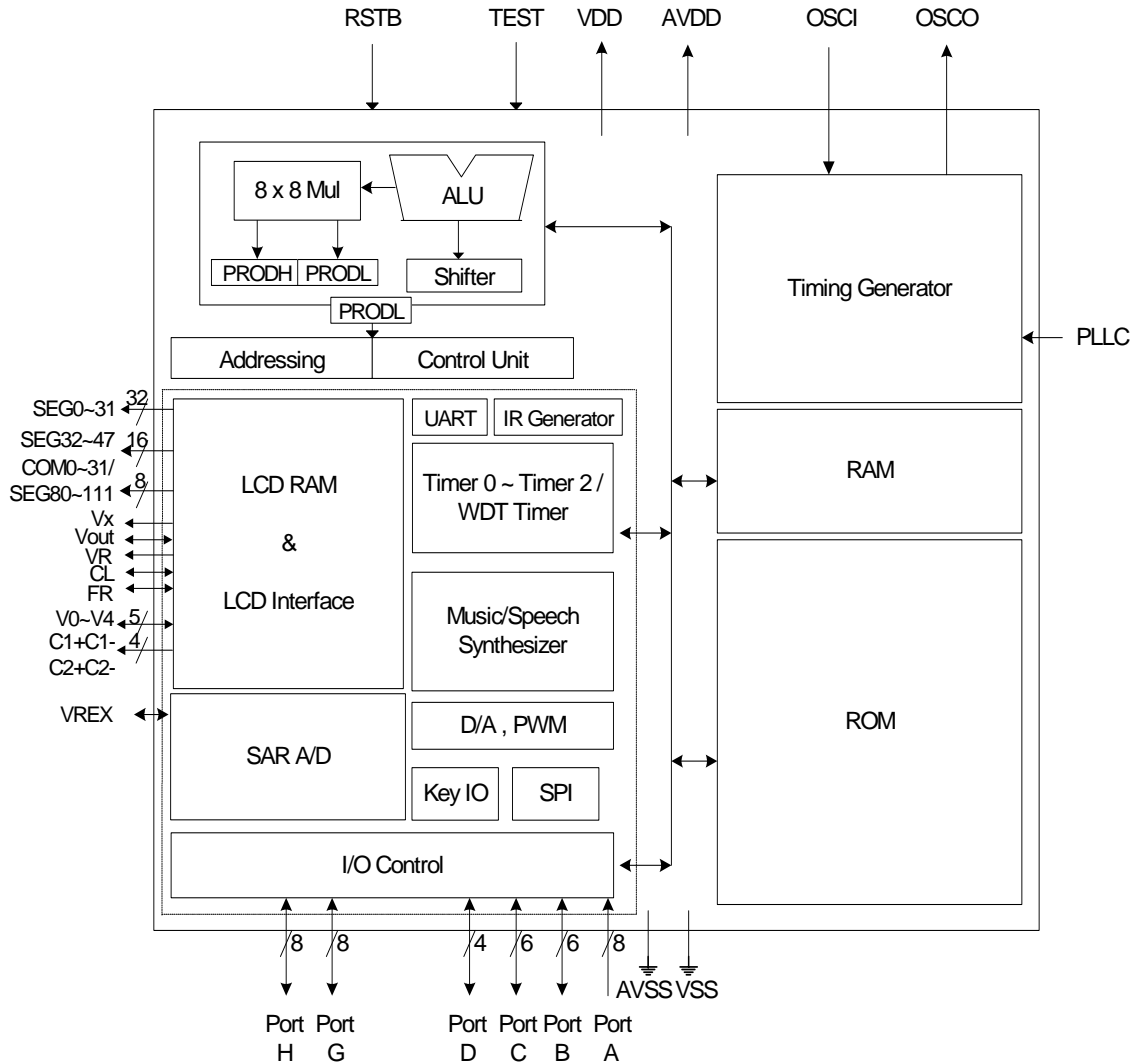 RSTB
TEST
VDD
AVDD
OSCI
OSCO
8 x 8 Mul
ALU
PRODH
PRODL
Shifter
PRODL
Addressing
Control Unit
Timing Generator
PLLC
SEG0~31
32
SEG32~47
16
COM0~31/
SEG80~111
8
Vx
Vout
VR
CL
FR
V0~V4
5
C1+C1-
4
C2+C2-
VREX
LCD RAM
&
LCD Interface
UART
IR Generator
Timer 0 ~ Timer 2 /
WDT Timer
Music/Speech
Synthesizer
D/A , PWM
SAR A/D
Key IO
SPI
I/O Control
RAM
ROM
8
8
4
6
6
8
AVSS
VSS
Port
H
Port
G
Port
D
Port
C
Port
B
Port
A